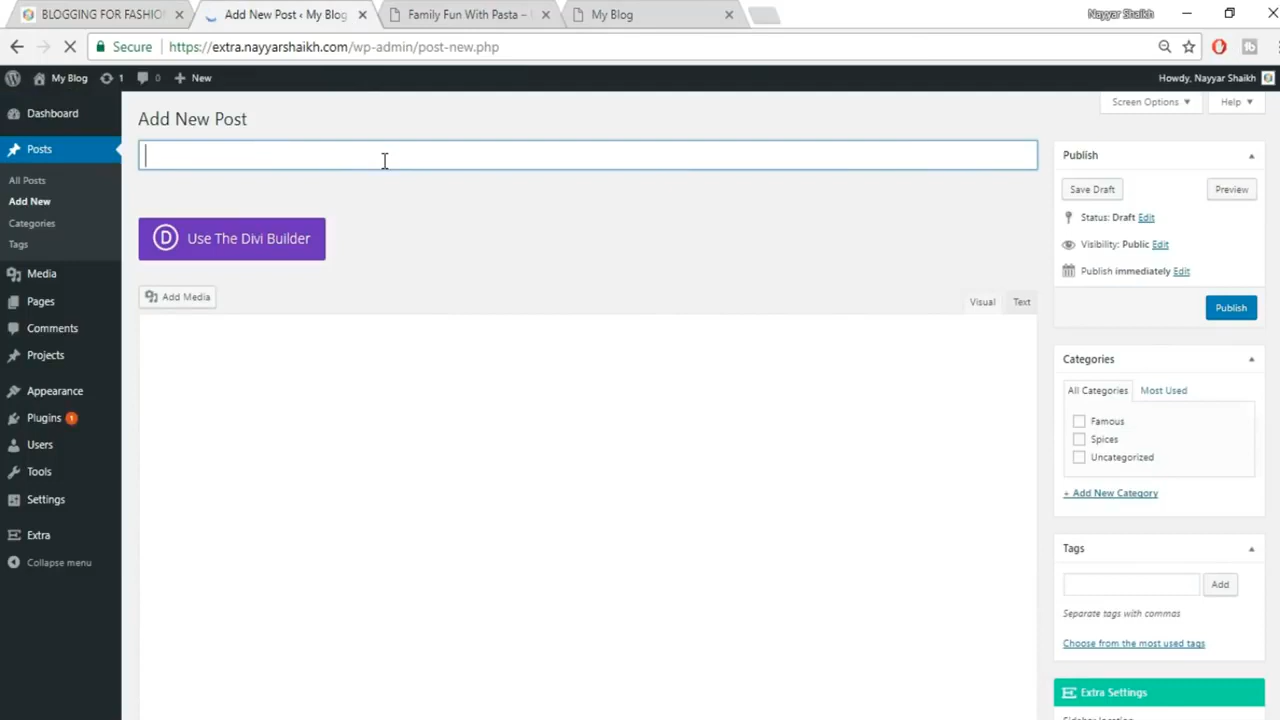 BLOGGING FOR FASHIO
Add New Post ‹ My Blog
Family Fun With Pasta –
My Blog
Nayyar Shaikh
Secure
https://extra.nayyarshaikh.com/wp-admin/post-new.php
My Blog
1
0
New
Howdy, Nayyar Shaikh
Dashboard
Posts
All Posts
Add New
Categories
Tags
Media
Pages
Comments
Projects
Appearance
Plugins 1
Users
Tools
Settings
Extra
Collapse menu
Screen Options
Help
Add New Post
D Use The Divi Builder
Add Media
Visual
Text
Publish
Save Draft
Preview
Status: Draft Edit
Visibility: Public Edit
Publish immediately Edit
Publish
Categories
All Categories
Most Used
Famous
Spices
Uncategorized
+ Add New Category
Tags
Add
Separate tags with commas
Choose from the most used tags
Extra Settings
Sidebar location